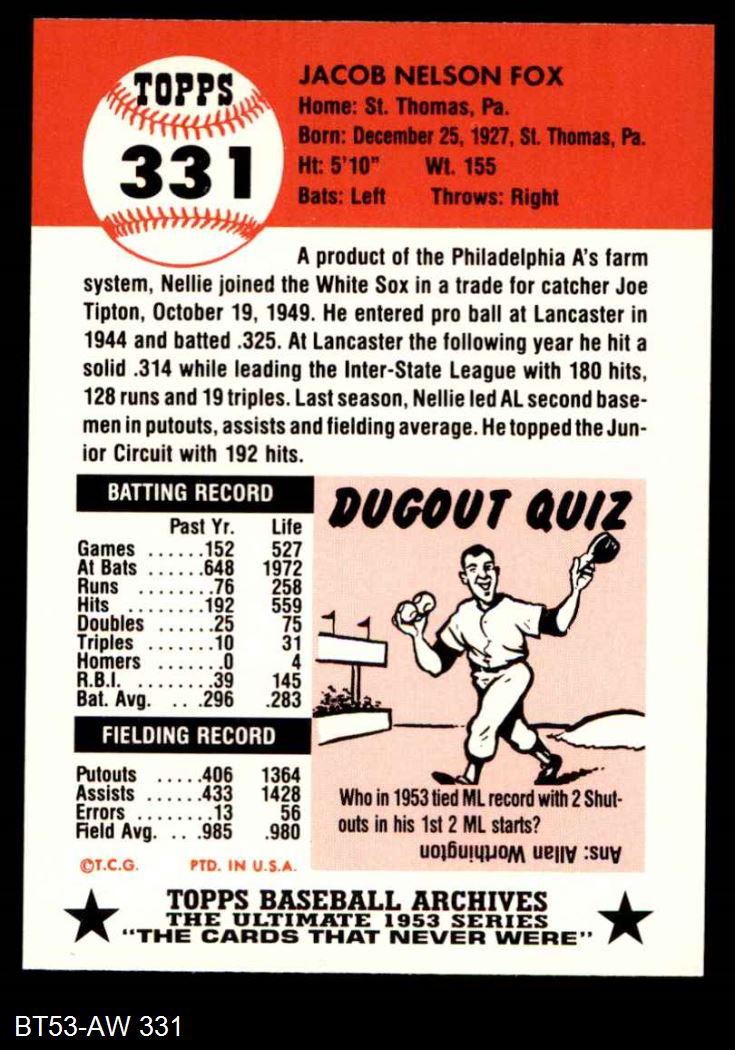 TOPPS
331
JACOB NELSON FOX
Home: St. Thomas, Pa.
Born: December 25, 1927, St. Thomas, Pa.
Ht: 5'10" Wt. 155
Bats: Left Throws: Right
A product of the Philadelphia A's farm
system, Nellie joined the White Sox in a trade for catcher Joe
Tipton, October 19, 1949. He entered pro ball at Lancaster in
1944 and batted .325. At Lancaster the following year he hit a
solid .314 while leading the Inter-State League with 180 hits,
128 runs and 19 triples. Last season, Nellie led AL second base-
men in putouts, assists and fielding average. He topped the Jun-
ior Circuit with 192 hits.
BATTING RECORD
Past Yr. Life
Games ......152 527
At Bats ......648 1972
Runs ........76 258
Hits ........192 559
Doubles ......25 75
Triples ......10 31
Homers ......0 4
R.B.I. ........39 145
Bat. Avg. ...296 .283
FIELDING RECORD
Putouts .....406 1364
Assists ......433 1428
Errors ........13 56
Field Avg. .. .985 .980
©T.C.G. PTD. IN U.S.A.
DUGOUT QUIZ
Who in 1953 tied ML record with 2 Shut-
outs in his 1st 2 ML starts?
Ans: Allan Worthington
TOPPS BASEBALL ARCHIVES
THE ULTIMATE 1953 SERIES
"THE CARDS THAT NEVER WERE"
BT53-AW 331